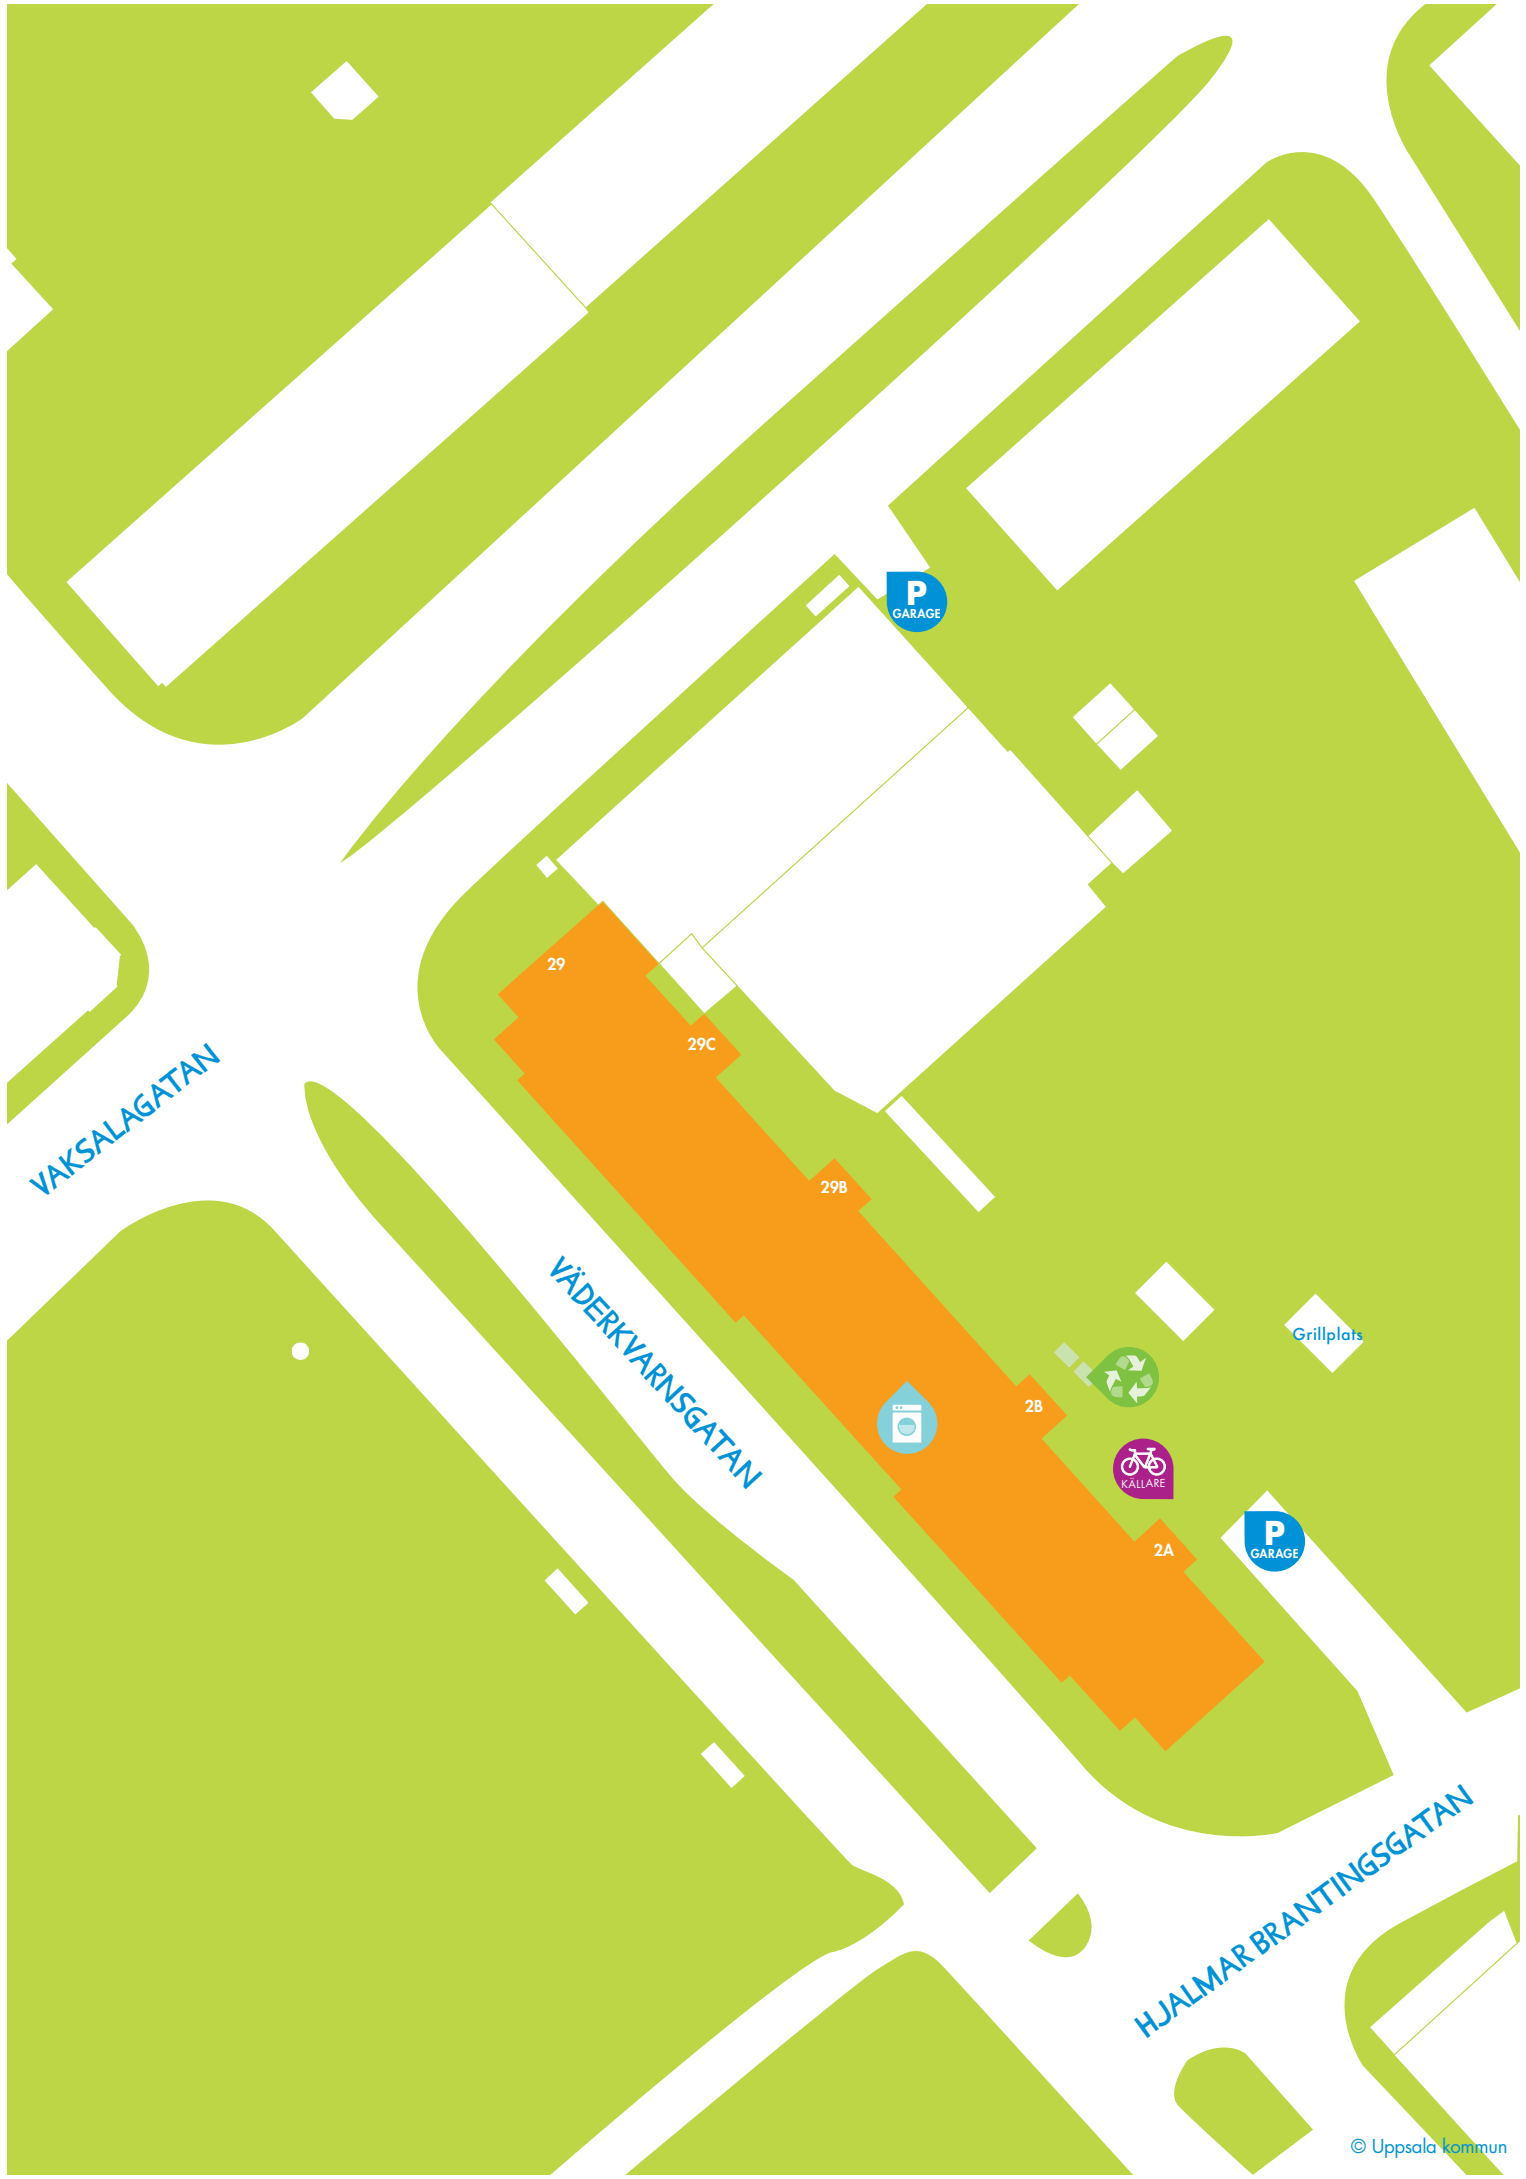 P
GARAGE
29
29C
VAKSALAGATAN
29B
VÄDERKVARNSGATAN
Grillplats
2B
KÄLLARE
P
GARAGE
2A
HJALMAR BRANTINGSGATAN
© Uppsala kommun